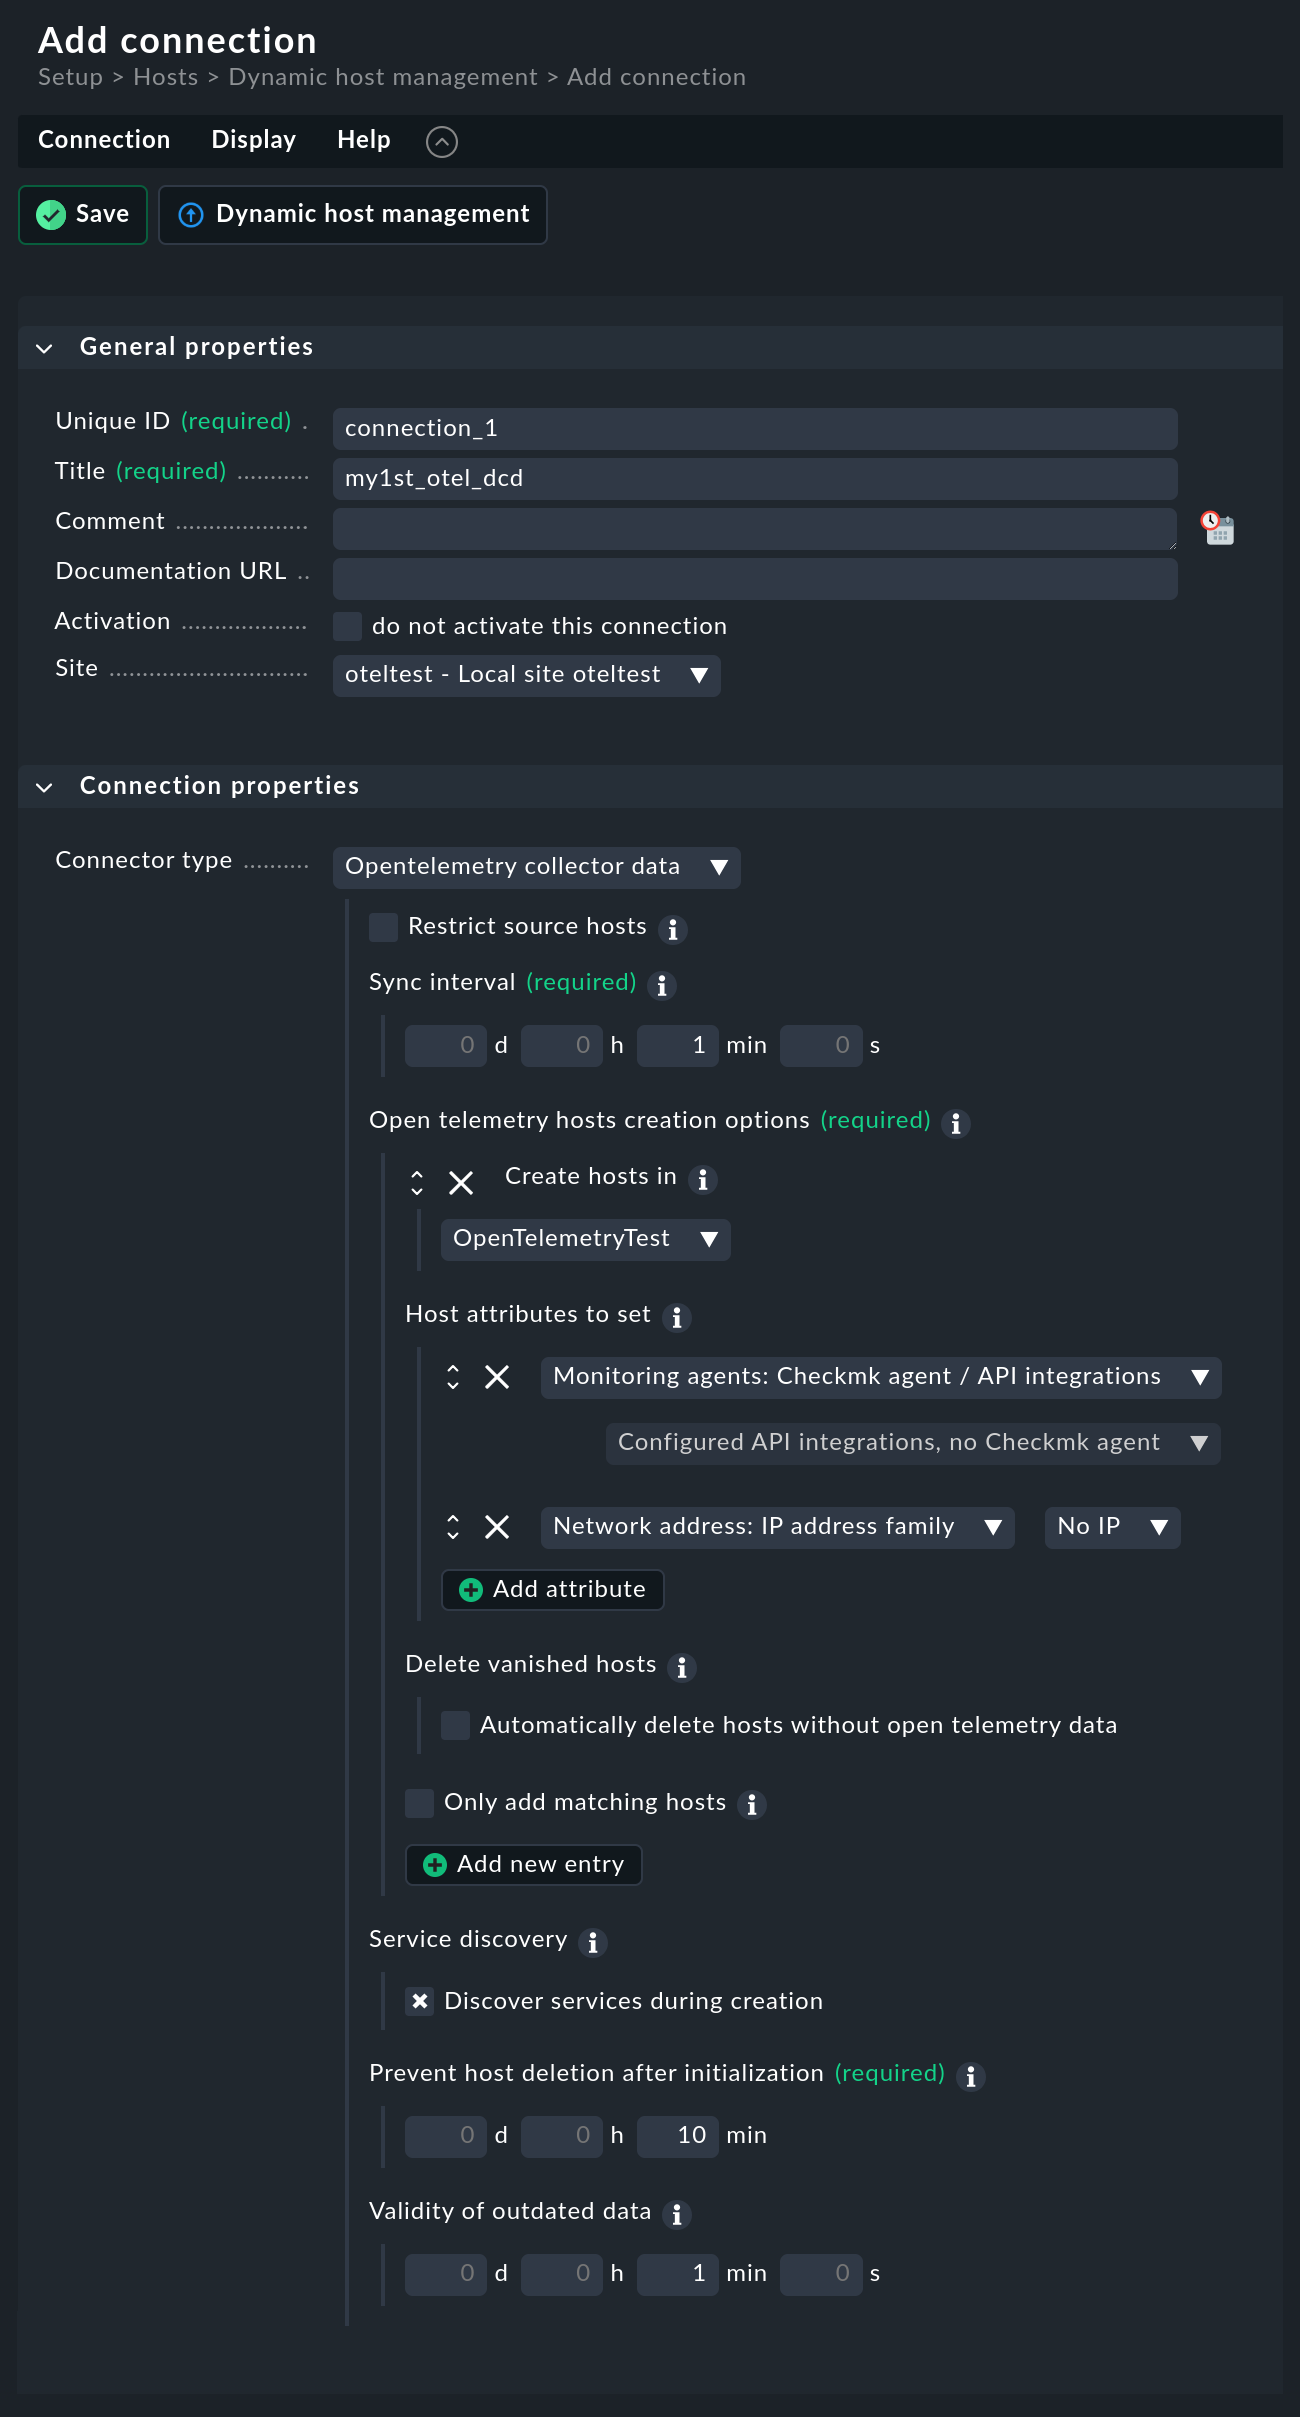 Add connection
Setup > Hosts > Dynamic host management > Add connection
Connection Display Help
Save Dynamic host management
General properties
Unique ID (required) . connection_1
Title (required) ........... my1st_otel_dcd
Comment ....................
Documentation URL ..
Activation ................... do not activate this connection
Site .............................. oteltest - Local site oteltest
Connection properties
Connector type .......... Opentelemetry collector data
Restrict source hosts
Sync interval (required)
0 d 0 h 1 min 0 s
Open telemetry hosts creation options (required)
Create hosts in
OpenTelemetryTest
Host attributes to set
Monitoring agents: Checkmk agent / API integrations
Configured API integrations, no Checkmk agent
Network address: IP address family No IP
Add attribute
Delete vanished hosts
Automatically delete hosts without open telemetry data
Only add matching hosts
Add new entry
Service discovery
Discover services during creation
Prevent host deletion after initialization (required)
0 d 0 h 10 min
Validity of outdated data
0 d 0 h 1 min 0 s